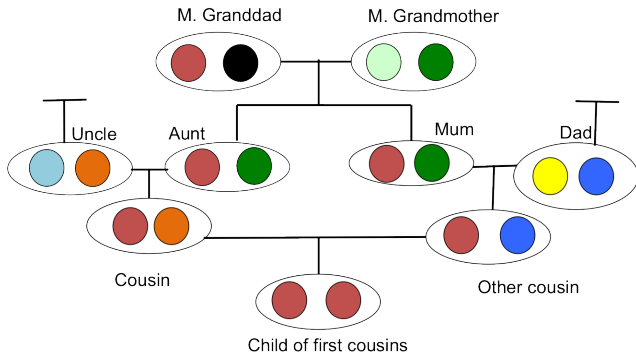 M. Granddad
M. Grandmother
Uncle
Aunt
Mum
Dad
Cousin
Other cousin
Child of first cousins